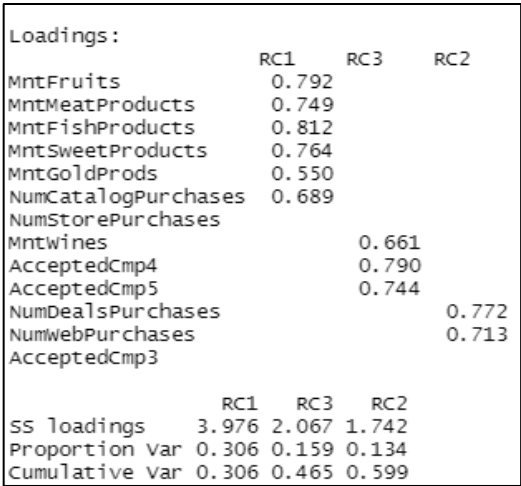 Loadings:
RC1 RC3 RC2
MntFruits 0.792
MntMeatProducts 0.749
MntFishProducts 0.812
MntSweetProducts 0.764
MntGoldProds 0.550
NumCatalogPurchases 0.689
NumStorePurchases
MntWines 0.661
AcceptedCmp4 0.790
AcceptedCmp5 0.744
NumDealsPurchases 0.772
NumWebPurchases 0.713
AcceptedCmp3
RC1 RC3 RC2
SS loadings 3.976 2.067 1.742
Proportion Var 0.306 0.159 0.134
Cumulative Var 0.306 0.465 0.599